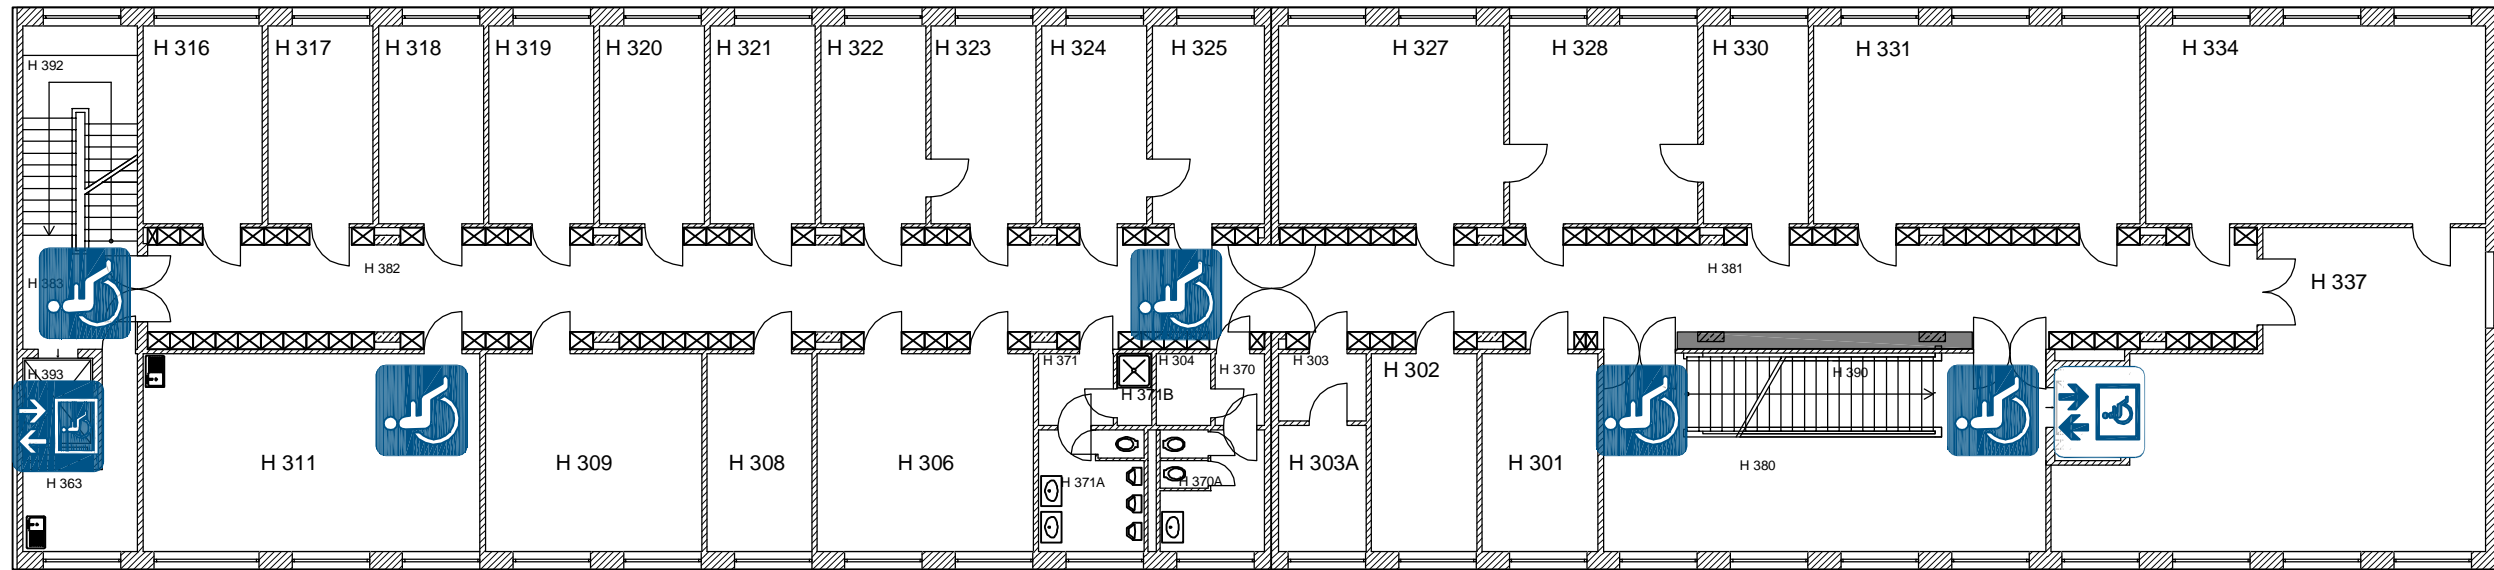 H 316
H 317
H 318
H 319
H 320
H 321
H 322
H 323
H 324
H 325
H 327
H 328
H 330
H 331
H 334
H 392
H 383
H 382
H 381
H 337
H 393
H 371
H 304
H 370
H 303
H 302
H 390
H 371B
H 311
H 309
H 308
H 306
H 303A
H 301
H 380
H 363
H 371A
H 370A